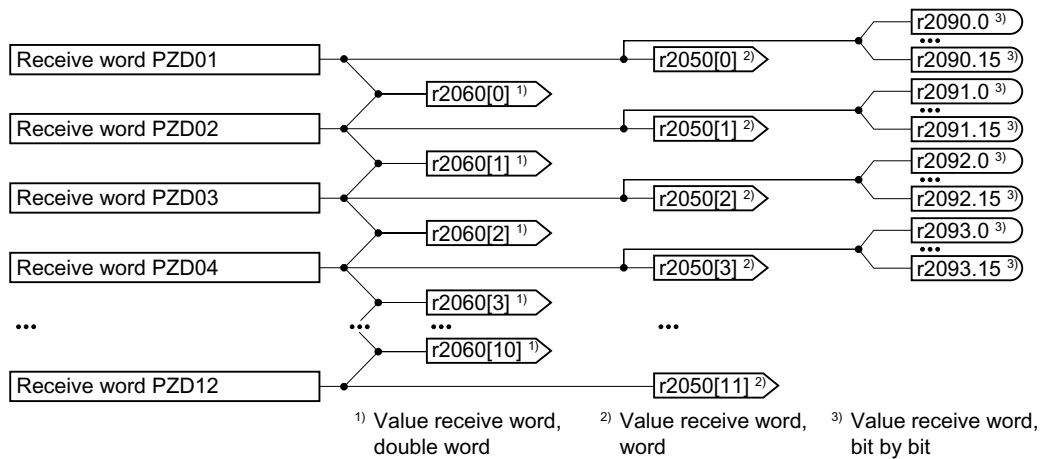 r2090.0 ³⁾
...
Receive word PZD01 r2050[0] ²⁾ r2090.15 ³⁾
r2060[0] ¹⁾ r2091.0 ³⁾
...
Receive word PZD02 r2050[1] ²⁾ r2091.15 ³⁾
r2060[1] ¹⁾ r2092.0 ³⁾
...
Receive word PZD03 r2050[2] ²⁾ r2092.15 ³⁾
r2060[2] ¹⁾ r2093.0 ³⁾
...
Receive word PZD04 r2050[3] ²⁾ r2093.15 ³⁾
r2060[3] ¹⁾
... ... ... ...
r2060[10] ¹⁾
Receive word PZD12 r2050[11] ²⁾
¹⁾ Value receive word,
double word
²⁾ Value receive word,
word
³⁾ Value receive word,
bit by bit